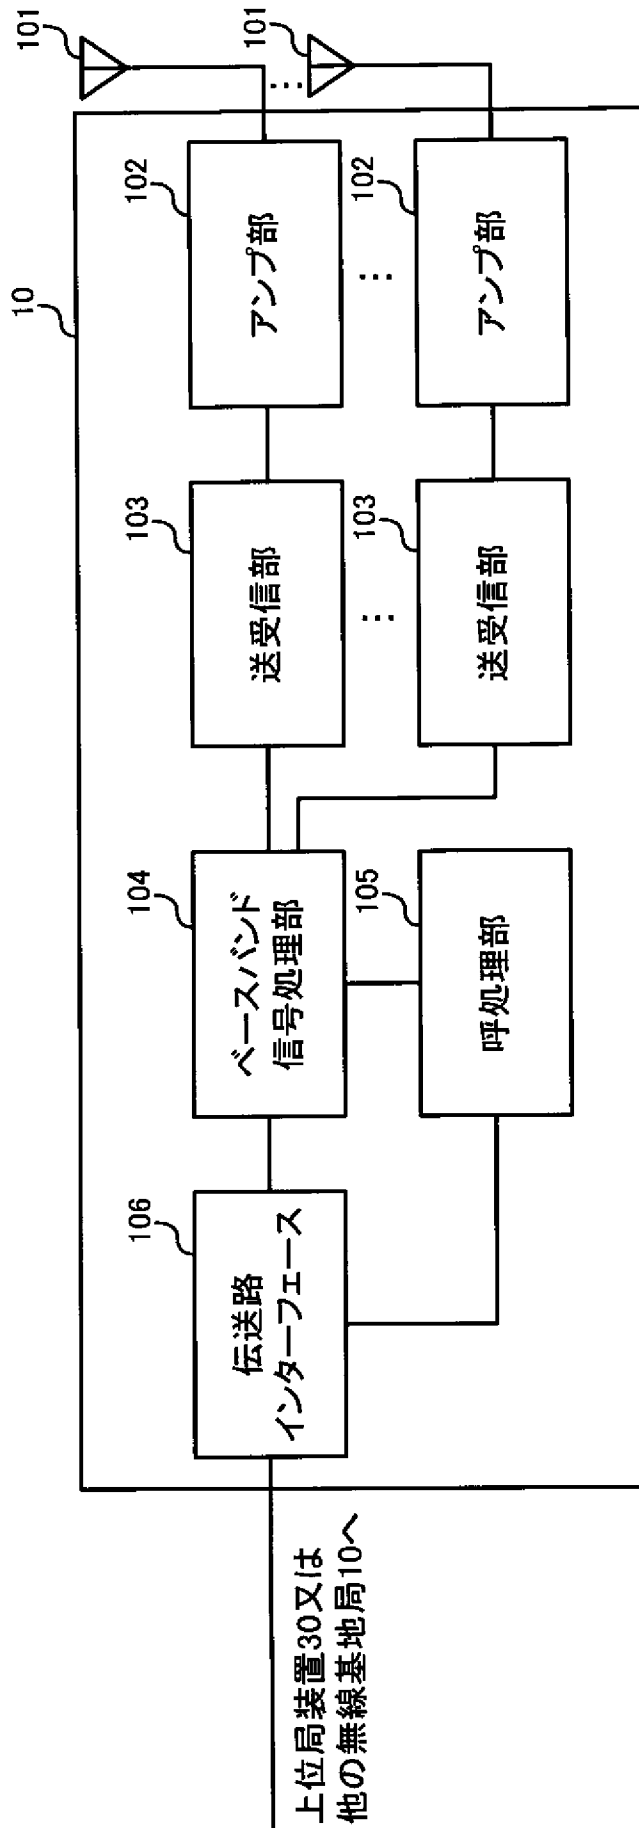 10
101
101
106
伝送路
インターフェース
104
ベースバンド
信号処理部
103
送受信部
102
アンプ部
105
呼処理部
103
送受信部
102
アンプ部
上位局装置30又は
他の無線基地局10へ